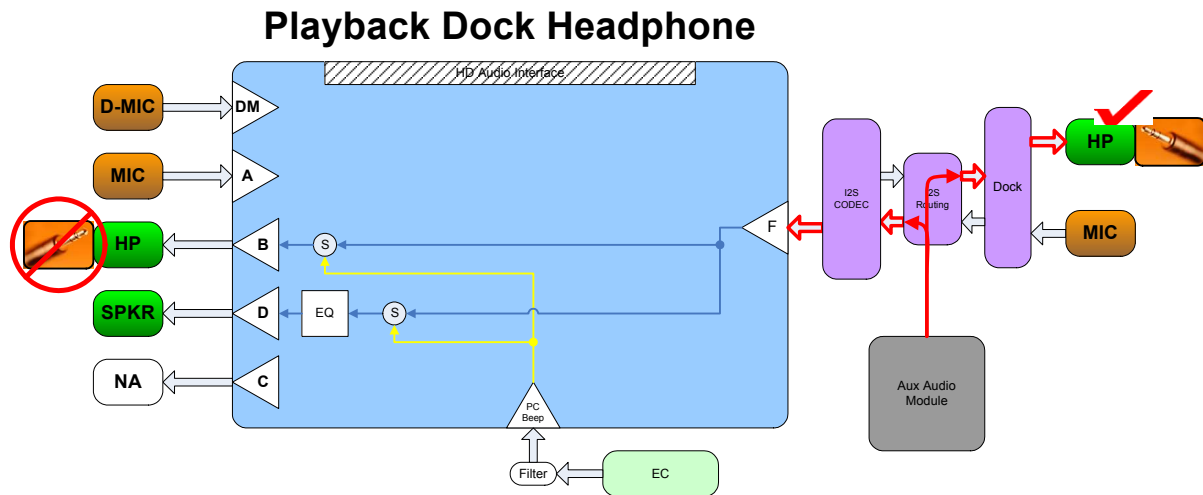 Playback Dock Headphone
HD Audio Interface
D-MIC
DM
MIC
A
HP
B
S
SPKR
D
EQ
S
NA
C
PC
Beep
Filter
EC
F
I2S
CODEC
I2S
Routing
Dock
HP
MIC
Aux Audio
Module